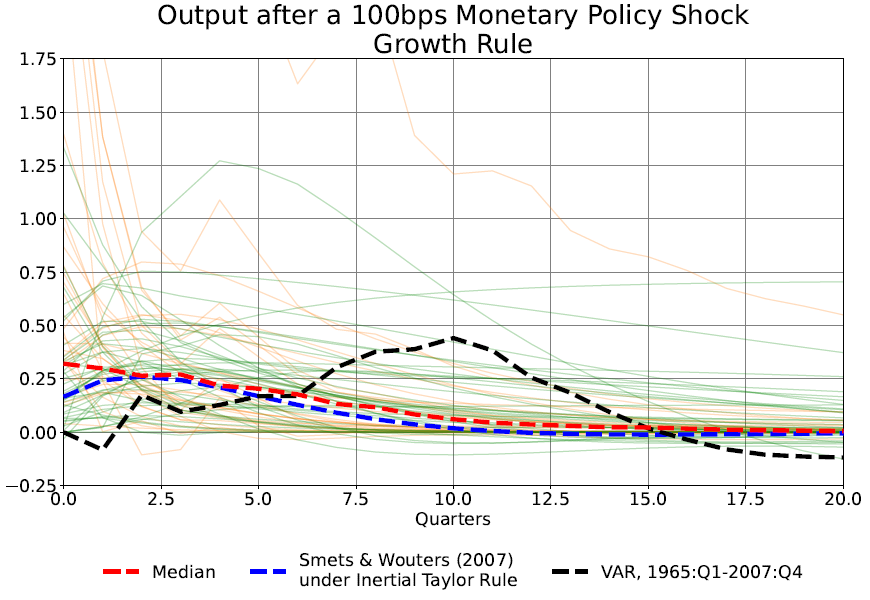 Output after a 100bps Monetary Policy Shock
Growth Rule
1.75
1.50
1.25
1.00
0.75
0.50
0.25
0.00
−0.25
0.0 2.5 5.0 7.5 10.0 12.5 15.0 17.5 20.0
Quarters
Median
Smets & Wouters (2007)
under Inertial Taylor Rule
VAR, 1965:Q1-2007:Q4